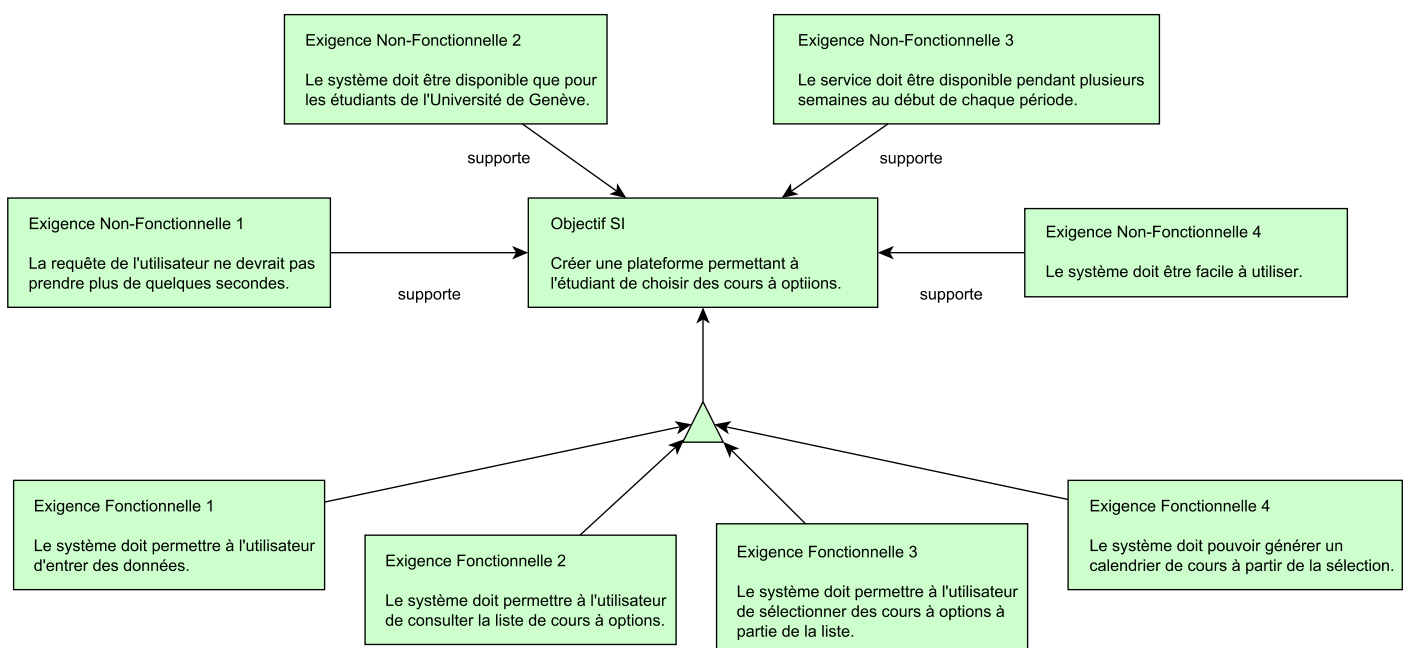 Exigence Non-Fonctionnelle 2
Le système doit être disponible que pour
les étudiants de l'Université de Genève.
Exigence Non-Fonctionnelle 3
Le service doit être disponible pendant plusieurs
semaines au début de chaque période.
supporte
supporte
Exigence Non-Fonctionnelle 1
La requête de l'utilisateur ne devrait pas
prendre plus de quelques secondes.
supporte
Objectif SI
Créer une plateforme permettant à
l'étudiant de choisir des cours à optiions.
supporte
Exigence Non-Fonctionnelle 4
Le système doit être facile à utiliser.
Exigence Fonctionnelle 1
Le système doit permettre à l'utilisateur
d'entrer des données.
Exigence Fonctionnelle 2
Le système doit permettre à l'utilisateur
de consulter la liste de cours à options.
Exigence Fonctionnelle 3
Le système doit permettre à l'utilisateur
de sélectionner des cours à options à
partie de la liste.
Exigence Fonctionnelle 4
Le système doit pouvoir générer un
calendrier de cours à partir de la sélection.